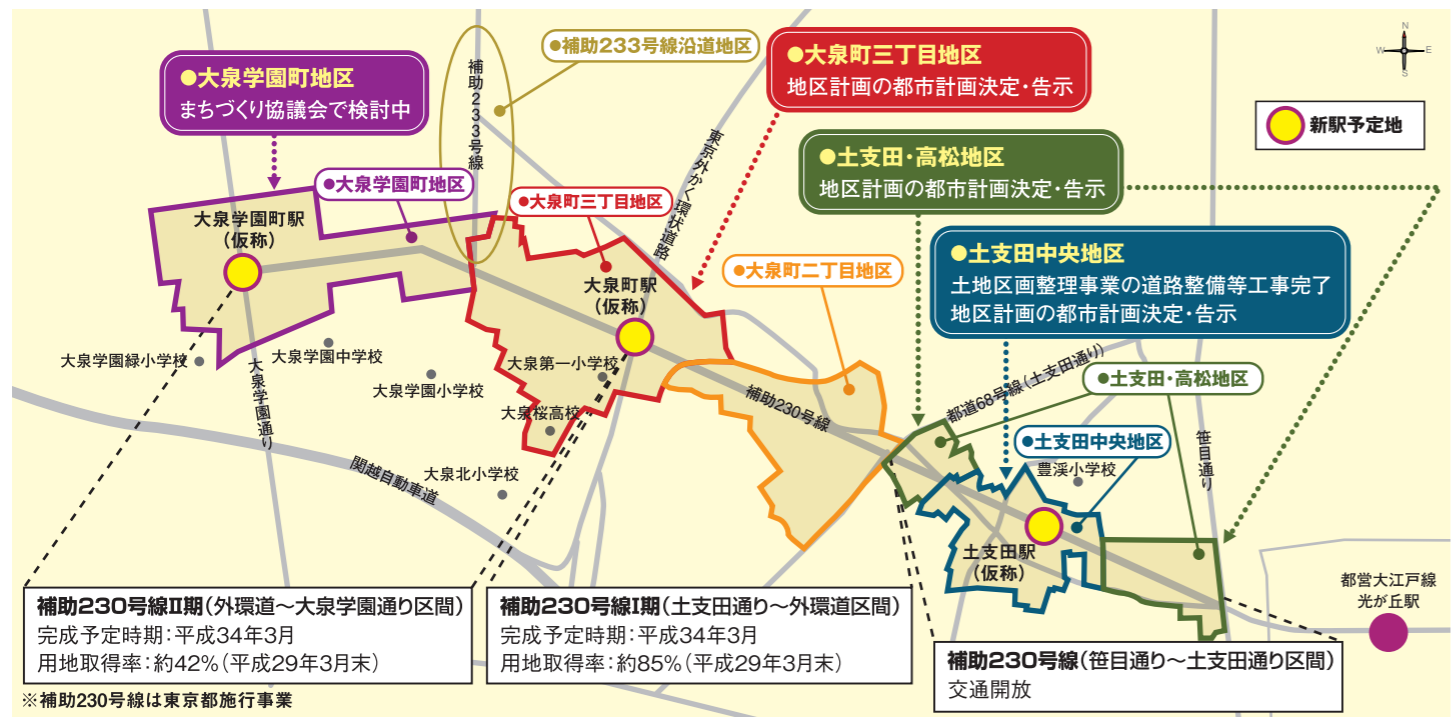 ●大泉学園町地区
まちづくり協議会で検討中
補助233号線
●補助233号線沿道地区
●大泉町三丁目地区
地区計画の都市計画決定・告示
N
W
E
S
新駅予定地
東京外かく環状道路
●土支田・高松地区
地区計画の都市計画決定・告示
●大泉学園町地区
●大泉町三丁目地区
大泉学園町駅
(仮称)
大泉町駅
(仮称)
●大泉町二丁目地区
●土支田中央地区
土地区画整理事業の道路整備等工事完了
地区計画の都市計画決定・告示
大泉学園緑小学校
大泉学園中学校
大泉学園通り
大泉学園小学校
大泉第一小学校
大泉桜高校
補助230号線
都道68号線(土支田通り)
●土支田・高松地区
●土支田中央地区
豊渓小学校
笹目通り
関越自動車道
大泉北小学校
土支田駅
(仮称)
都営大江戸線
光が丘駅
補助230号線Ⅱ期(外環道〜大泉学園通り区間)
完成予定時期:平成34年3月
用地取得率:約42%(平成29年3月末)
補助230号線Ⅰ期(土支田通り〜外環道区間)
完成予定時期:平成34年3月
用地取得率:約85%(平成29年3月末)
補助230号線(笹目通り〜土支田通り区間)
交通開放
※補助230号線は東京都施行事業